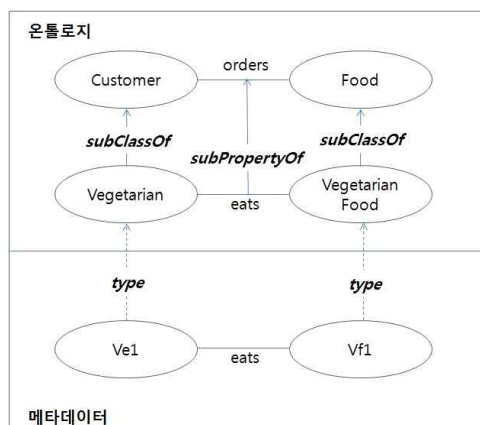 온톨로지
orders
Customer
Food
subClassOf
subClassOf
subPropertyOf
Vegetarian
Vegetarian
Food
eats
type
type
Ve1
Vf1
eats
메타데이터